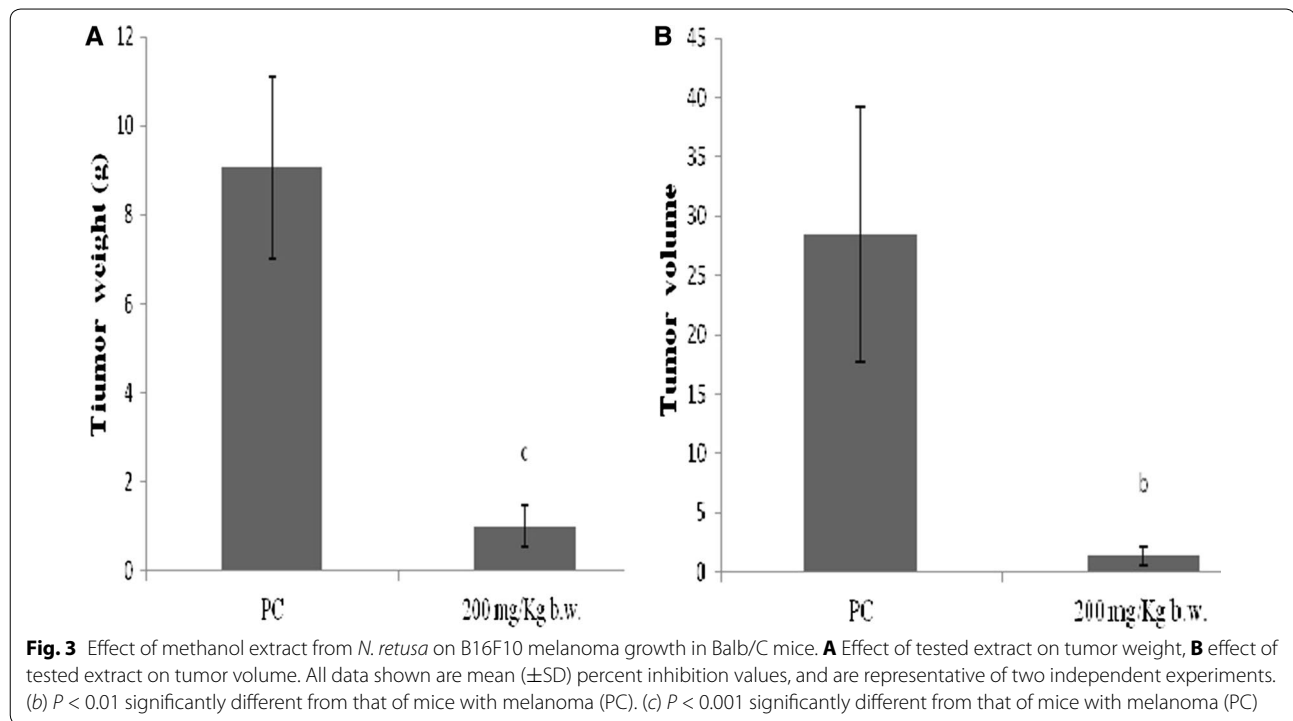 A
12
10
8
6
4
2
0
Tiumor weight (g)
c
PC
200 mg/Kg b.w.
B
45
40
35
30
25
20
15
10
5
0
Tumor volume
b
PC
200 mg/Kg b.w.
Fig. 3 Effect of methanol extract from N. retusa on B16F10 melanoma growth in Balb/C mice. A Effect of tested extract on tumor weight, B effect of
tested extract on tumor volume. All data shown are mean (±SD) percent inhibition values, and are representative of two independent experiments.
(b) P < 0.01 significantly different from that of mice with melanoma (PC). (c) P < 0.001 significantly different from that of mice with melanoma (PC)